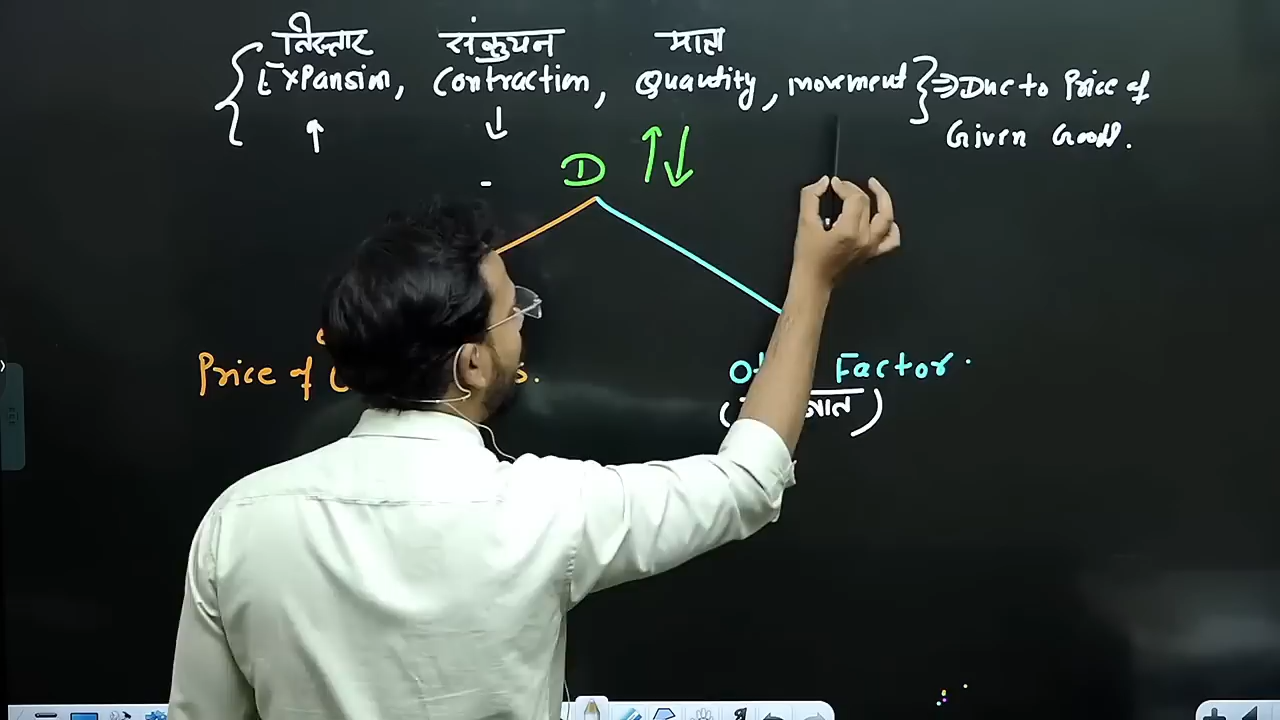 विस्तार संकुचन मात्रा
{ Expansion, Contraction, Quantity, movement } ⇒ Due to Price of
↑ ↓ Given Good.
D ↑↓
Price of
Factor.